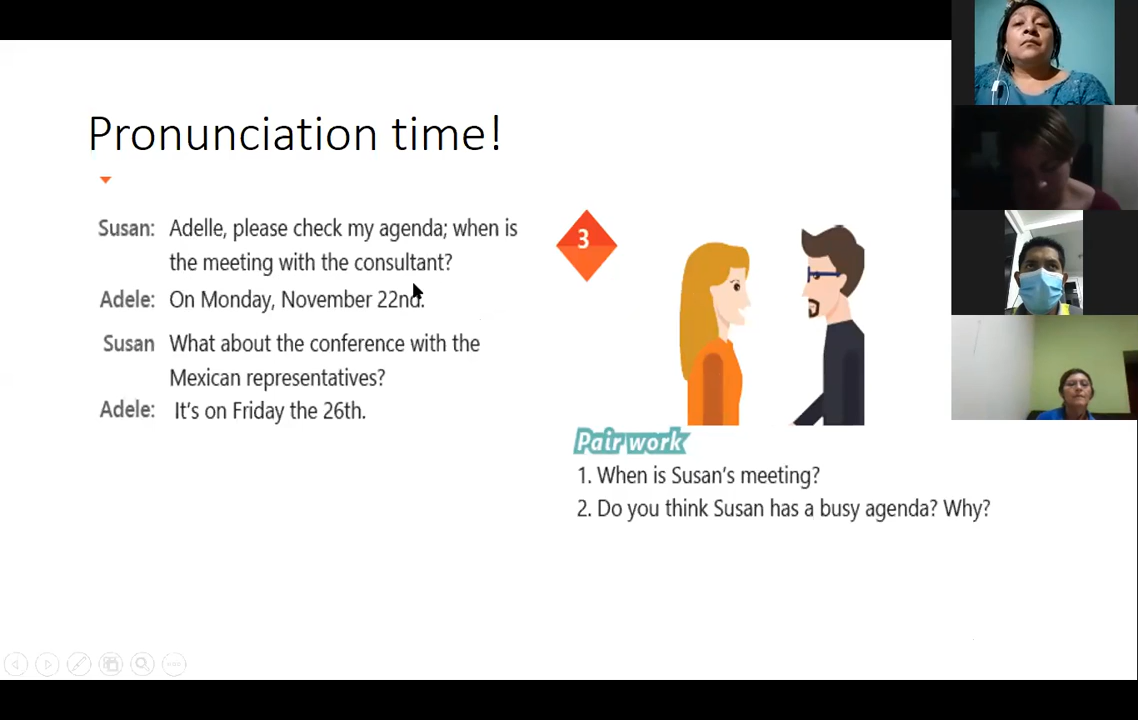 Pronunciation time!
Susan: Adelle, please check my agenda; when is
the meeting with the consultant?
Adele: On Monday, November 22nd.
Susan What about the conference with the
Mexican representatives?
Adele: It's on Friday the 26th.
3
Pair work
1. When is Susan's meeting?
2. Do you think Susan has a busy agenda? Why?